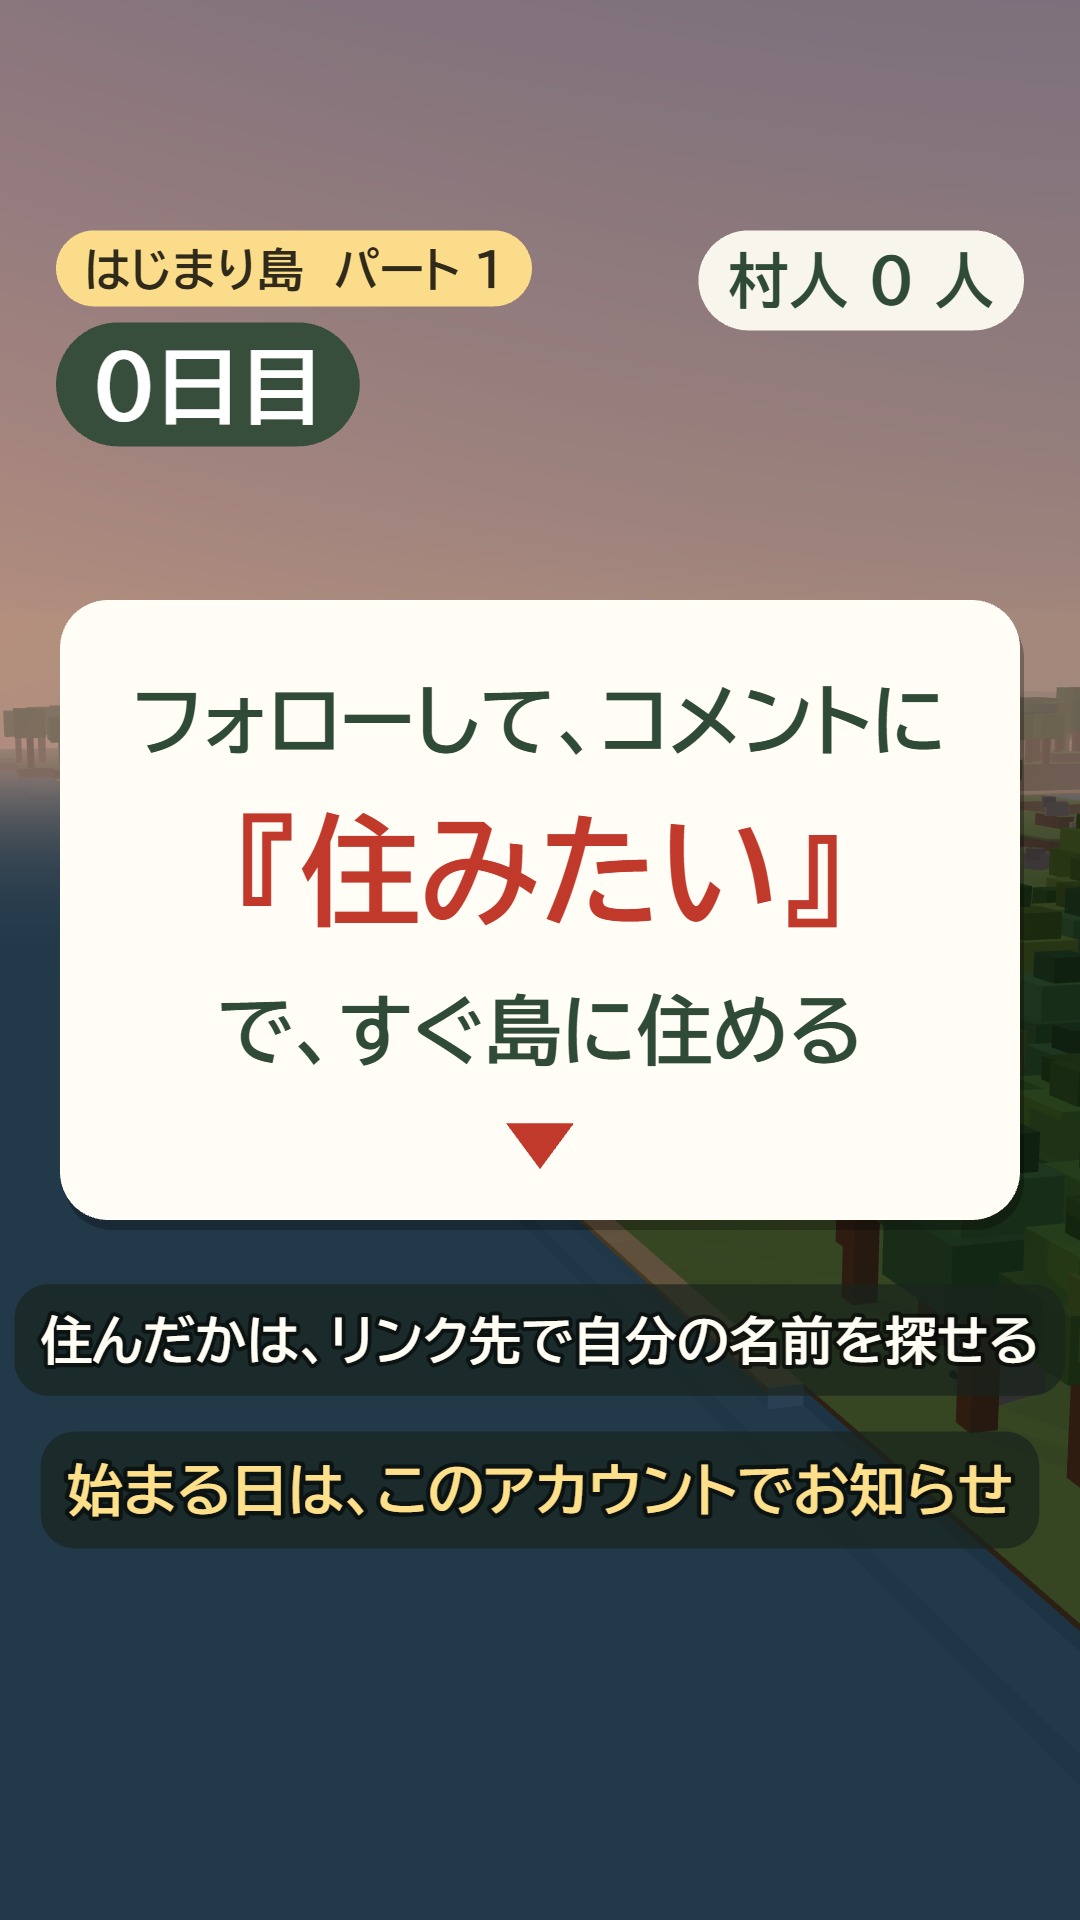 はじまり島 パート 1
村人 0 人
0日目
フォローして、コメントに
『住みたい』
で、すぐ島に住める
住んだかは、リンク先で自分の名前を探せる
始まる日は、このアカウントでお知らせ